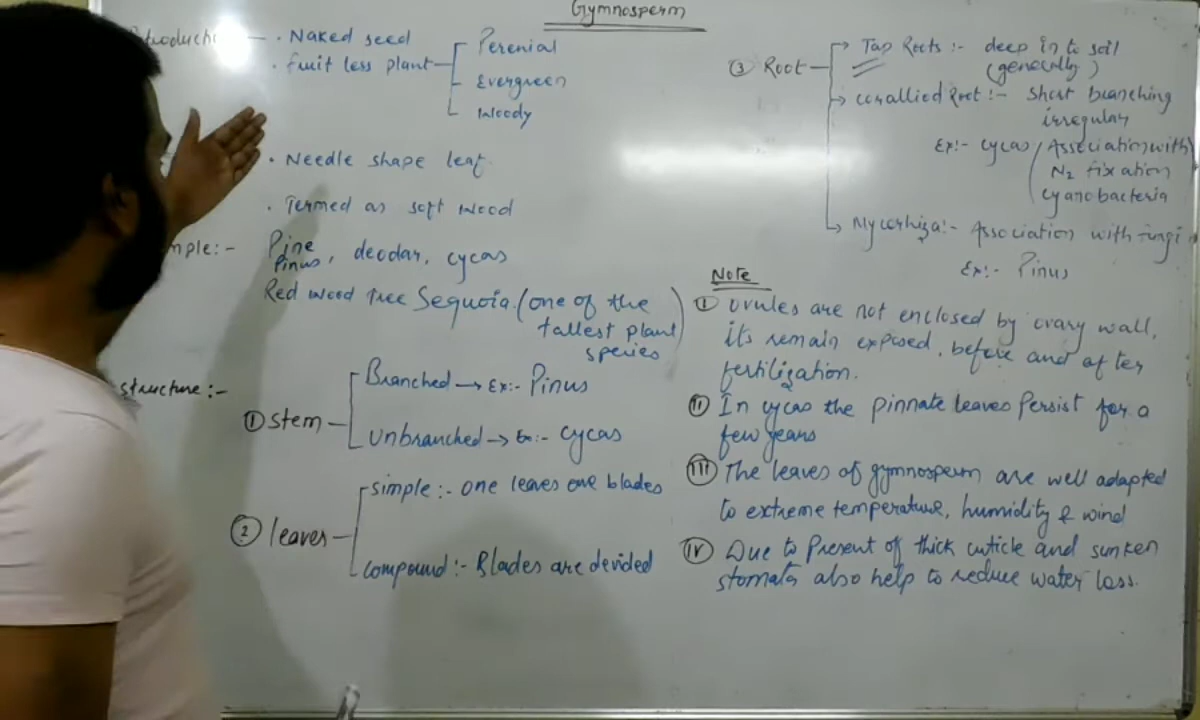 Gymnosperm
- . Naked seed
. fruit less plant
Perenial
Evergreen
Woody
. Needle shape leaf
. Termed as soft wood
mple:- Pine
Pinus, deodar, cycas
Red wood Tree Sequoia. (one of the
tallest plant
species)
structure:-
① Stem
Branched → Ex:- Pinus
Unbranched → Ex:- cycas
② leaves
simple :- one leaves one blades
compound :- Blades are devided
③ Root
Tap Roots :- deep in to soil
(generally)
corallied Root :- Short branching
irregular
Ex:- cycas (Association with
N₂ fixation
cyanobacteria
Mycorhiza:- Association with fungi
Ex:- Pinus
Note
① ovules are not enclosed by ovary wall,
its remain exposed, before and after
fertilization.
② In cycas the pinnate leaves Persist for a
few years
③ The leaves of gymnosperm are well adapted
to extreme temperature, humidity & wind
④ Due to Present of thick cuticle and sunken
stomata also help to reduce water loss.